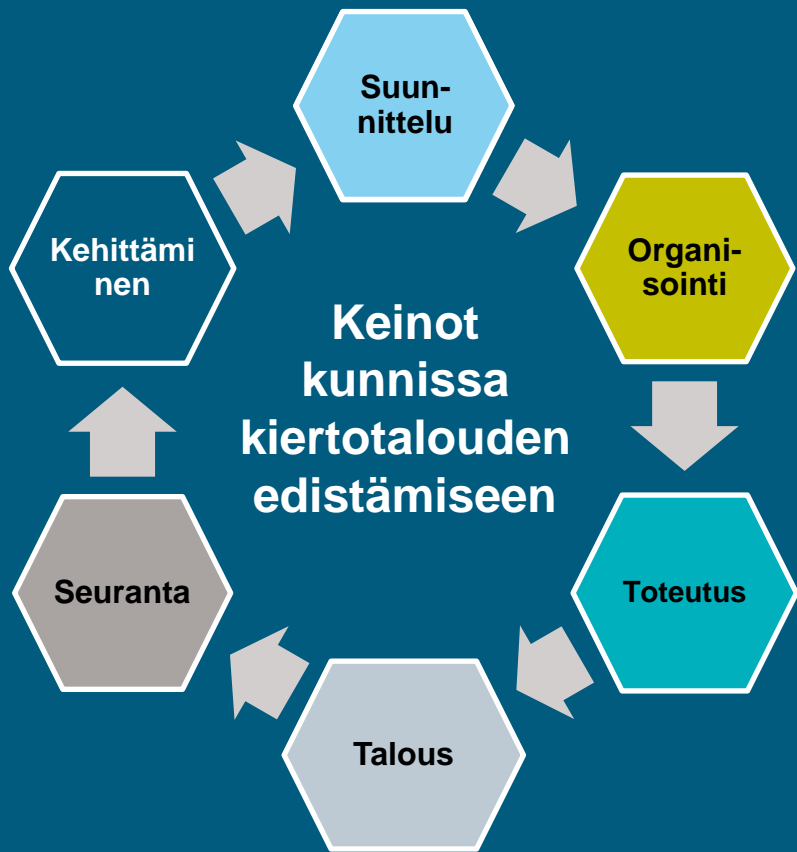 Suun-
nittelu
Organi-
sointi
Toteutus
Talous
Seuranta
Kehittämi
nen
Keinot
kunnissa
kiertotalouden
edistämiseen